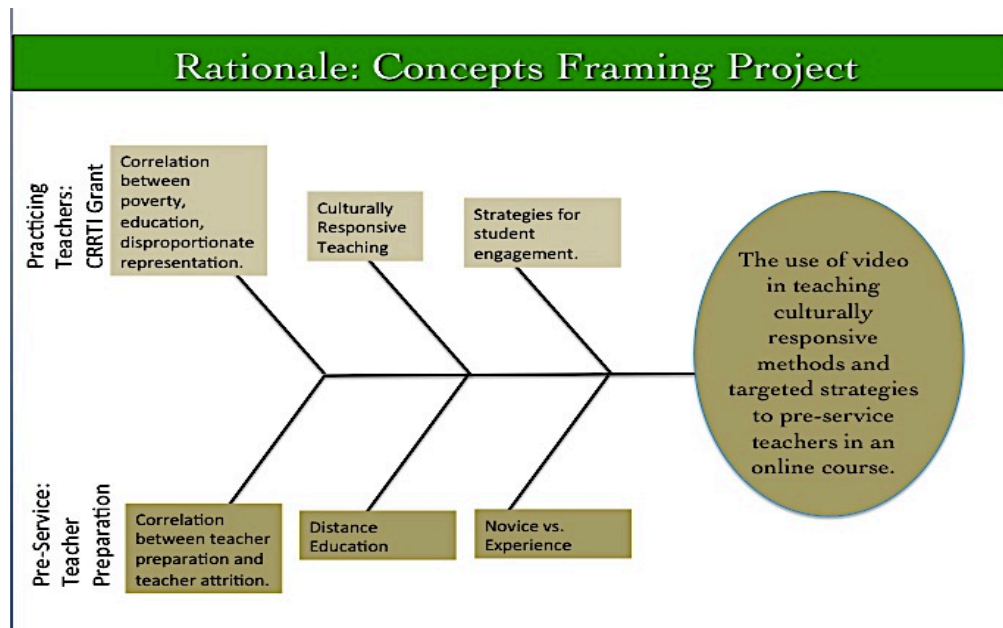 Rationale: Concepts Framing Project
Practicing
Teachers:
CRRTI Grant
Correlation
between
poverty,
education,
disproportionate
representation.
Culturally
Responsive
Teaching
Strategies for
student
engagement.
The use of video
in teaching
culturally
responsive
methods and
targeted strategies
to pre-service
teachers in an
online course.
Pre-Service:
Teacher
Preparation
Correlation
between teacher
preparation and
teacher attrition.
Distance
Education
Novice vs.
Experience